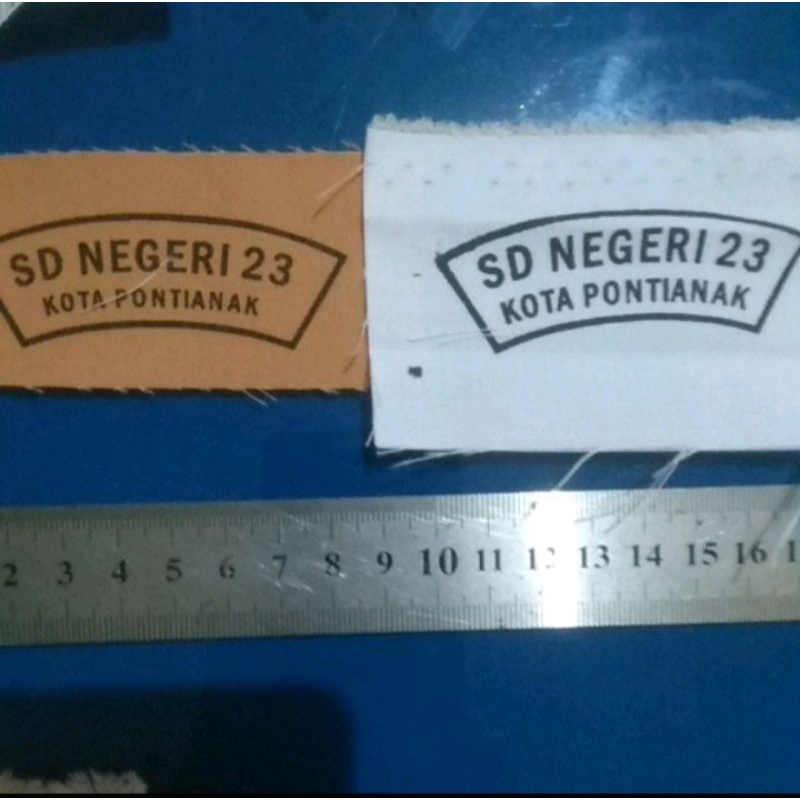 SD NEGERI 23
KOTA PONTIANAK
SD NEGERI 23
KOTA PONTIANAK
2 3 4 5 6 7 8 9 10 11 12 13 14 15 16